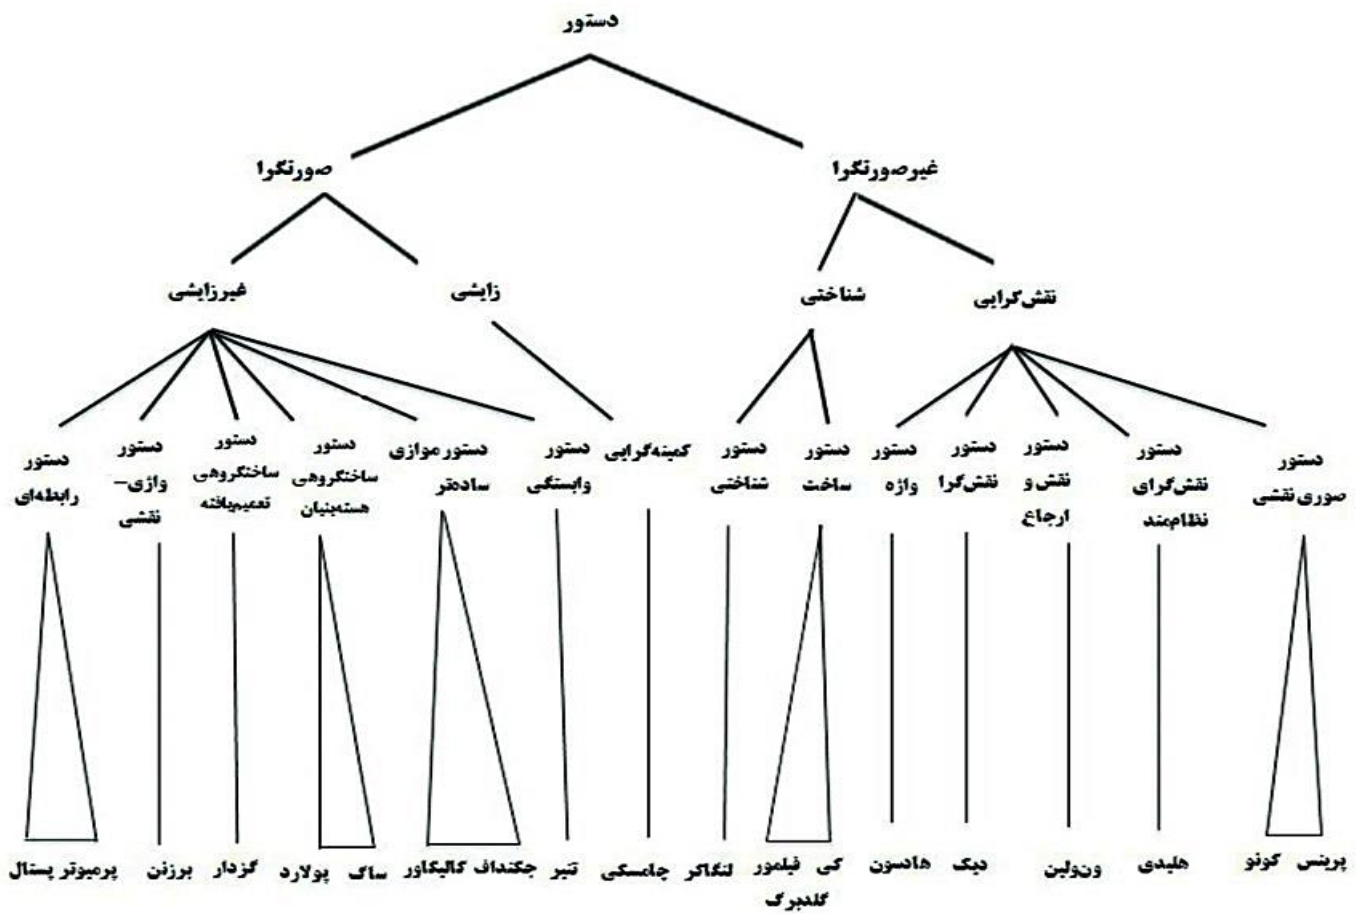 دستور
غیرصورتگرا
صورتگرا
نقش‌گرایی
شناختی
زایشی
غیرزایشی
دستور
صوری نقشی
دستور
نقش‌گرای
نظام‌مند
دستور
نقش و
ارجاع
دستور
نقش‌گرا
دستور
واژه
دستور
ساخت
دستور
شناختی
کمینه‌گرایی
دستور
وابستگی
دستور موازی
ساده‌تر
دستور
ساختگروهی
هسته‌بنیان
دستور
ساختگروهی
تعمیم‌یافته
دستور
واژی–
نقشی
دستور
رابطه‌ای
پرینس کونو
هلیدی
ون‌ولین
دیک
هادسون
کی فیلمور
گلدبرگ
لنگاکر
چامسکی
تنیر
جکنداف کالیکاور
ساگ پولارد
گزدار
برزنن
پرمیوتر پستال